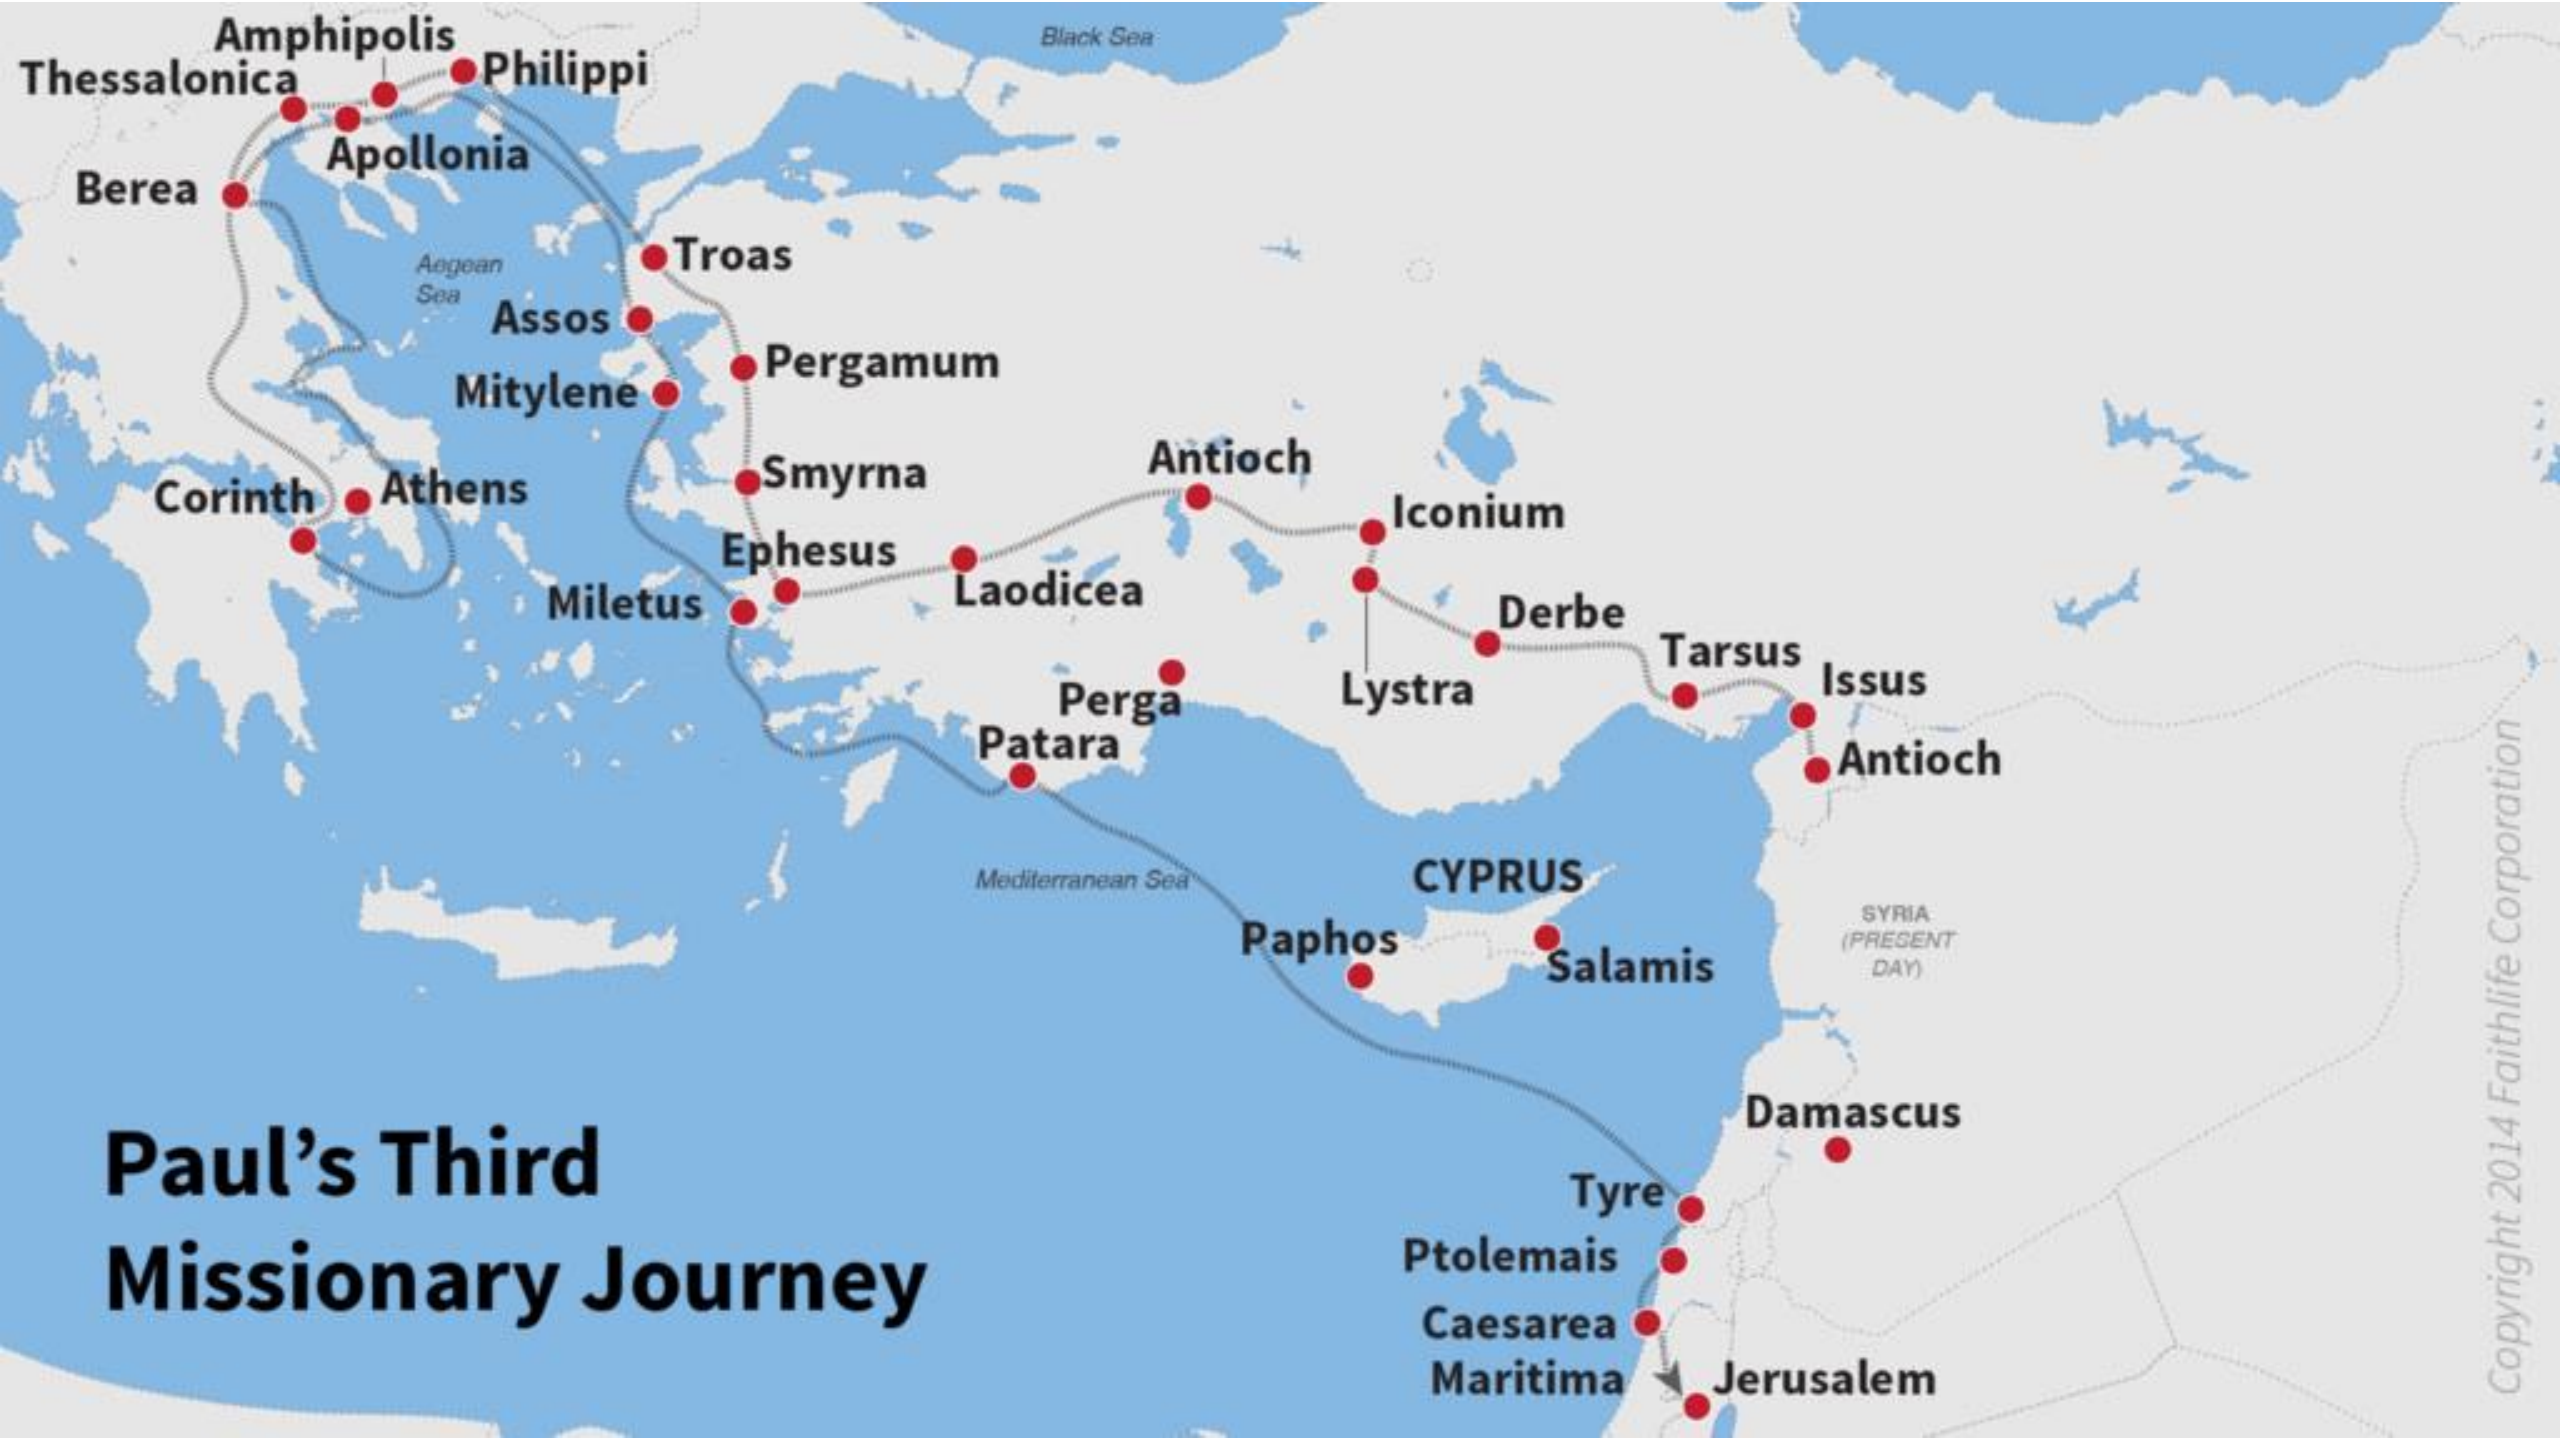 Black Sea
Amphipolis
Thessalonica
Philippi
Apollonia
Berea
Aegean
Sea
Troas
Assos
Pergamum
Mitylene
Smyrna
Antioch
Corinth
Athens
Iconium
Ephesus
Laodicea
Miletus
Derbe
Tarsus
Issus
Lystra
Perga
Patara
Antioch
Mediterranean Sea
CYPRUS
Paphos
Salamis
SYRIA
(PRESENT
DAY)
Damascus
Tyre
Ptolemais
Caesarea
Maritima
Jerusalem
Paul’s Third
Missionary Journey
Copyright 2014 Faithlife Corporation